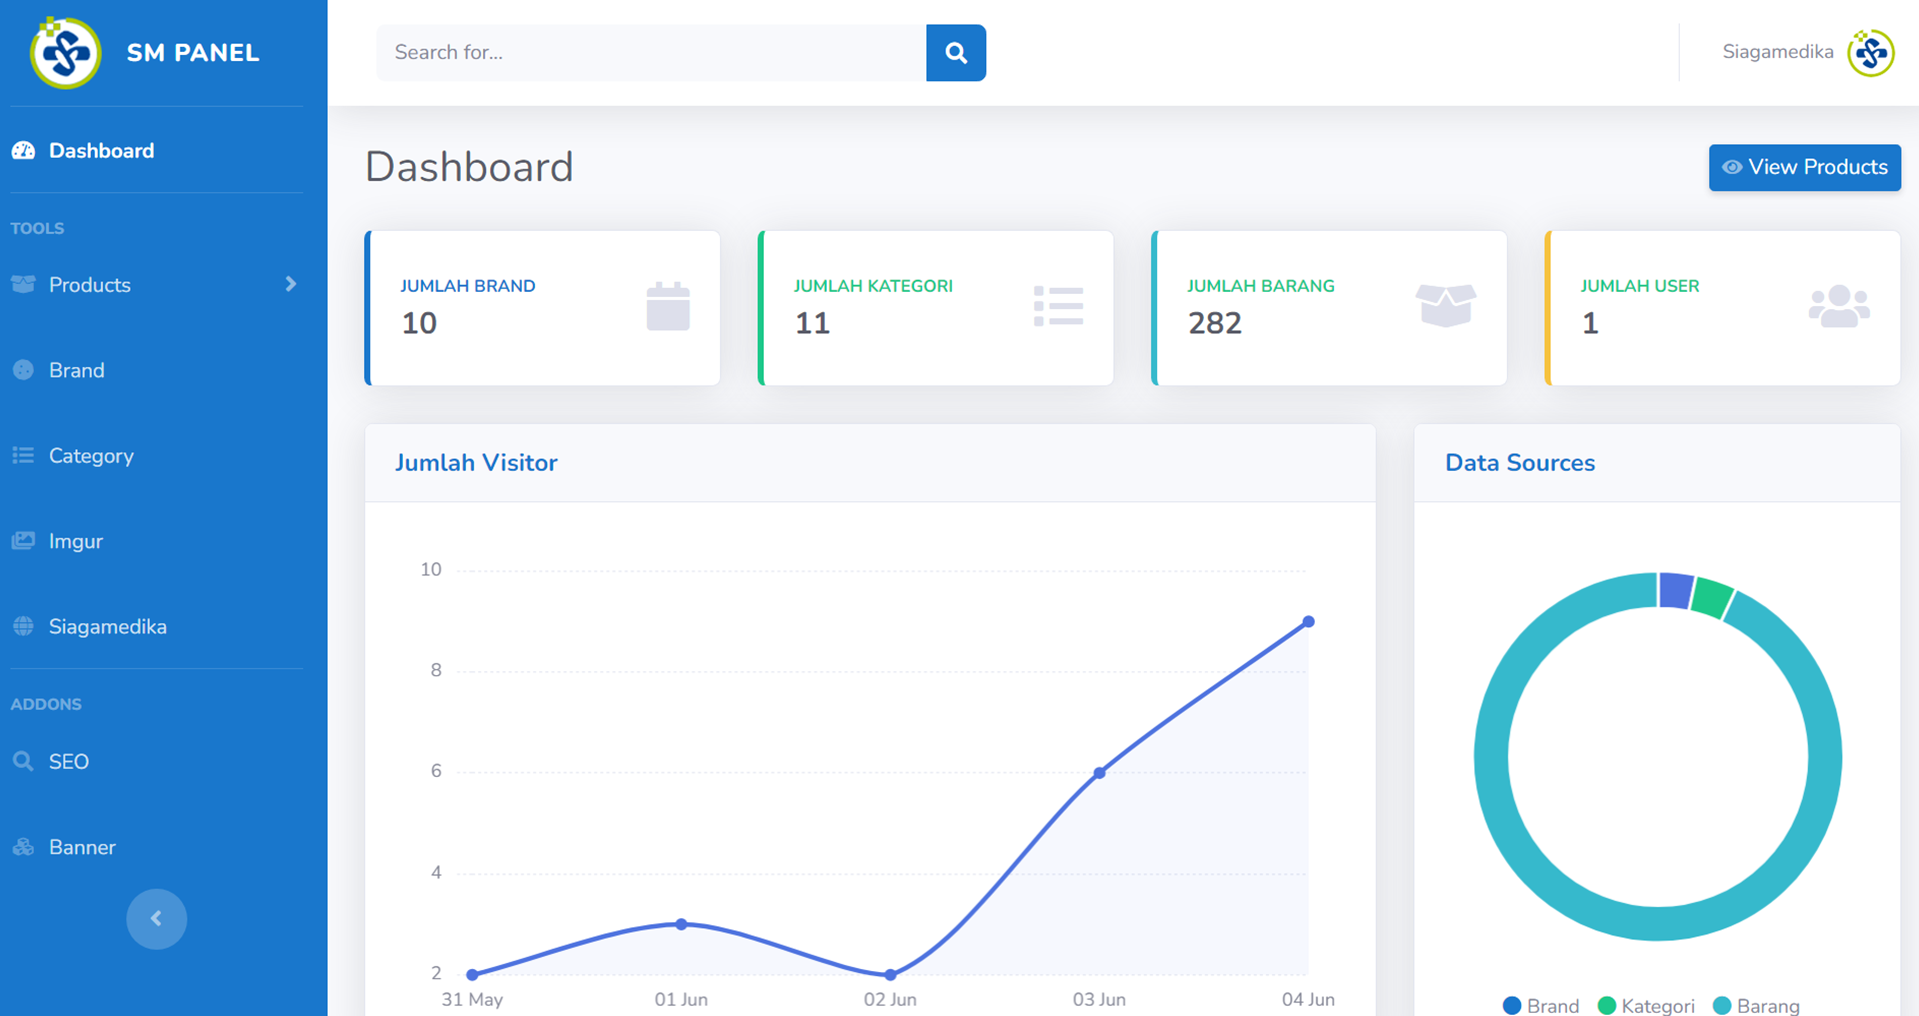 SM PANEL
Search for...
Siagamedika
Dashboard
TOOLS
Products
Brand
Category
Imgur
Siagamedika
ADDONS
SEO
Banner
Dashboard
View Products
JUMLAH BRAND
10
JUMLAH KATEGORI
11
JUMLAH BARANG
282
JUMLAH USER
1
Jumlah Visitor
10
8
6
4
2
31 May 01 Jun 02 Jun 03 Jun 04 Jun
Data Sources
Brand Kategori Barang